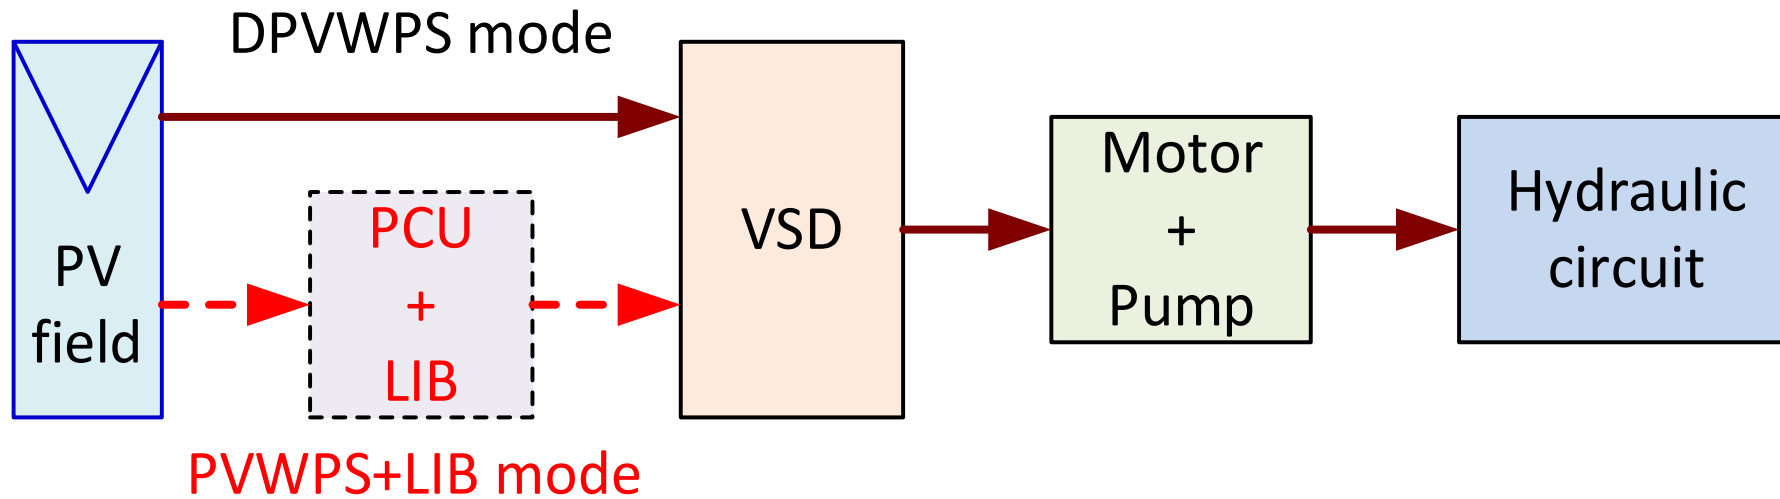 DPVWPS mode
PV
field
PCU
+
LIB
PVWPS+LIB mode
VSD
Motor
+
Pump
Hydraulic
circuit